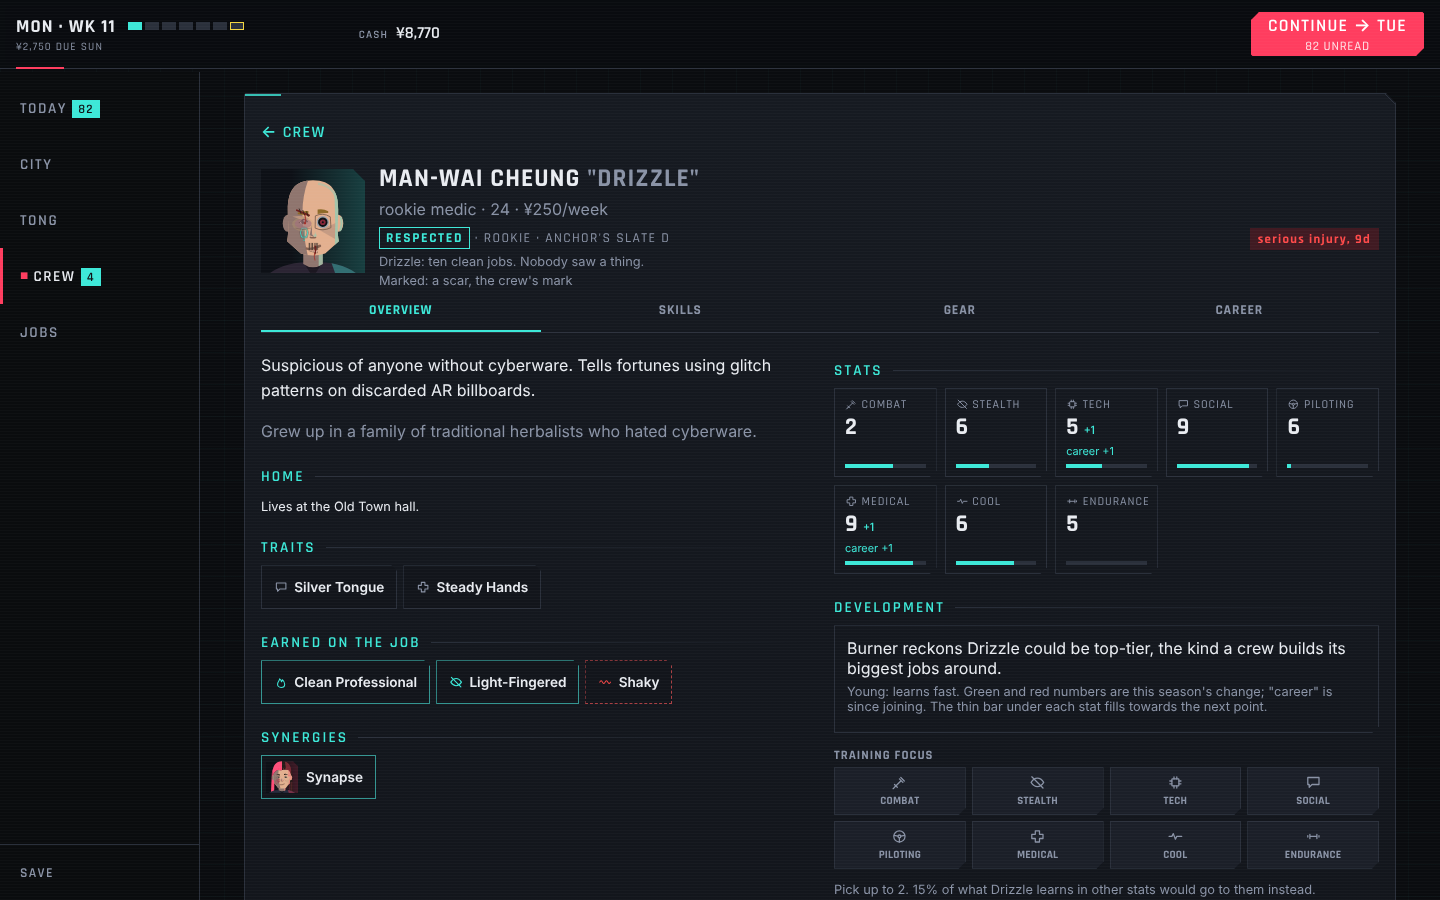 MON · WK 11
¥2,750 DUE SUN
CASH ¥8,770
CONTINUE → TUE
82 UNREAD
TODAY 82
CITY
TONG
CREW 4
JOBS
SAVE
← CREW
MAN-WAI CHEUNG "DRIZZLE"
rookie medic · 24 · ¥250/week
RESPECTED · ROOKIE · ANCHOR'S SLATE D
serious injury, 9d
Drizzle: ten clean jobs. Nobody saw a thing.
Marked: a scar, the crew's mark
OVERVIEW SKILLS GEAR CAREER
Suspicious of anyone without cyberware. Tells fortunes using glitch
patterns on discarded AR billboards.
Grew up in a family of traditional herbalists who hated cyberware.
HOME
Lives at the Old Town hall.
TRAITS
Silver Tongue Steady Hands
EARNED ON THE JOB
Clean Professional Light-Fingered Shaky
SYNERGIES
Synapse
STATS
COMBAT STEALTH TECH SOCIAL PILOTING
2 6 5 +1 9 6
career +1
MEDICAL COOL ENDURANCE
9 +1 6 5
career +1
DEVELOPMENT
Burner reckons Drizzle could be top-tier, the kind a crew builds its
biggest jobs around.
Young: learns fast. Green and red numbers are this season's change; "career" is
since joining. The thin bar under each stat fills towards the next point.
TRAINING FOCUS
COMBAT STEALTH TECH SOCIAL
PILOTING MEDICAL COOL ENDURANCE
Pick up to 2. 15% of what Drizzle learns in other stats would go to them instead.